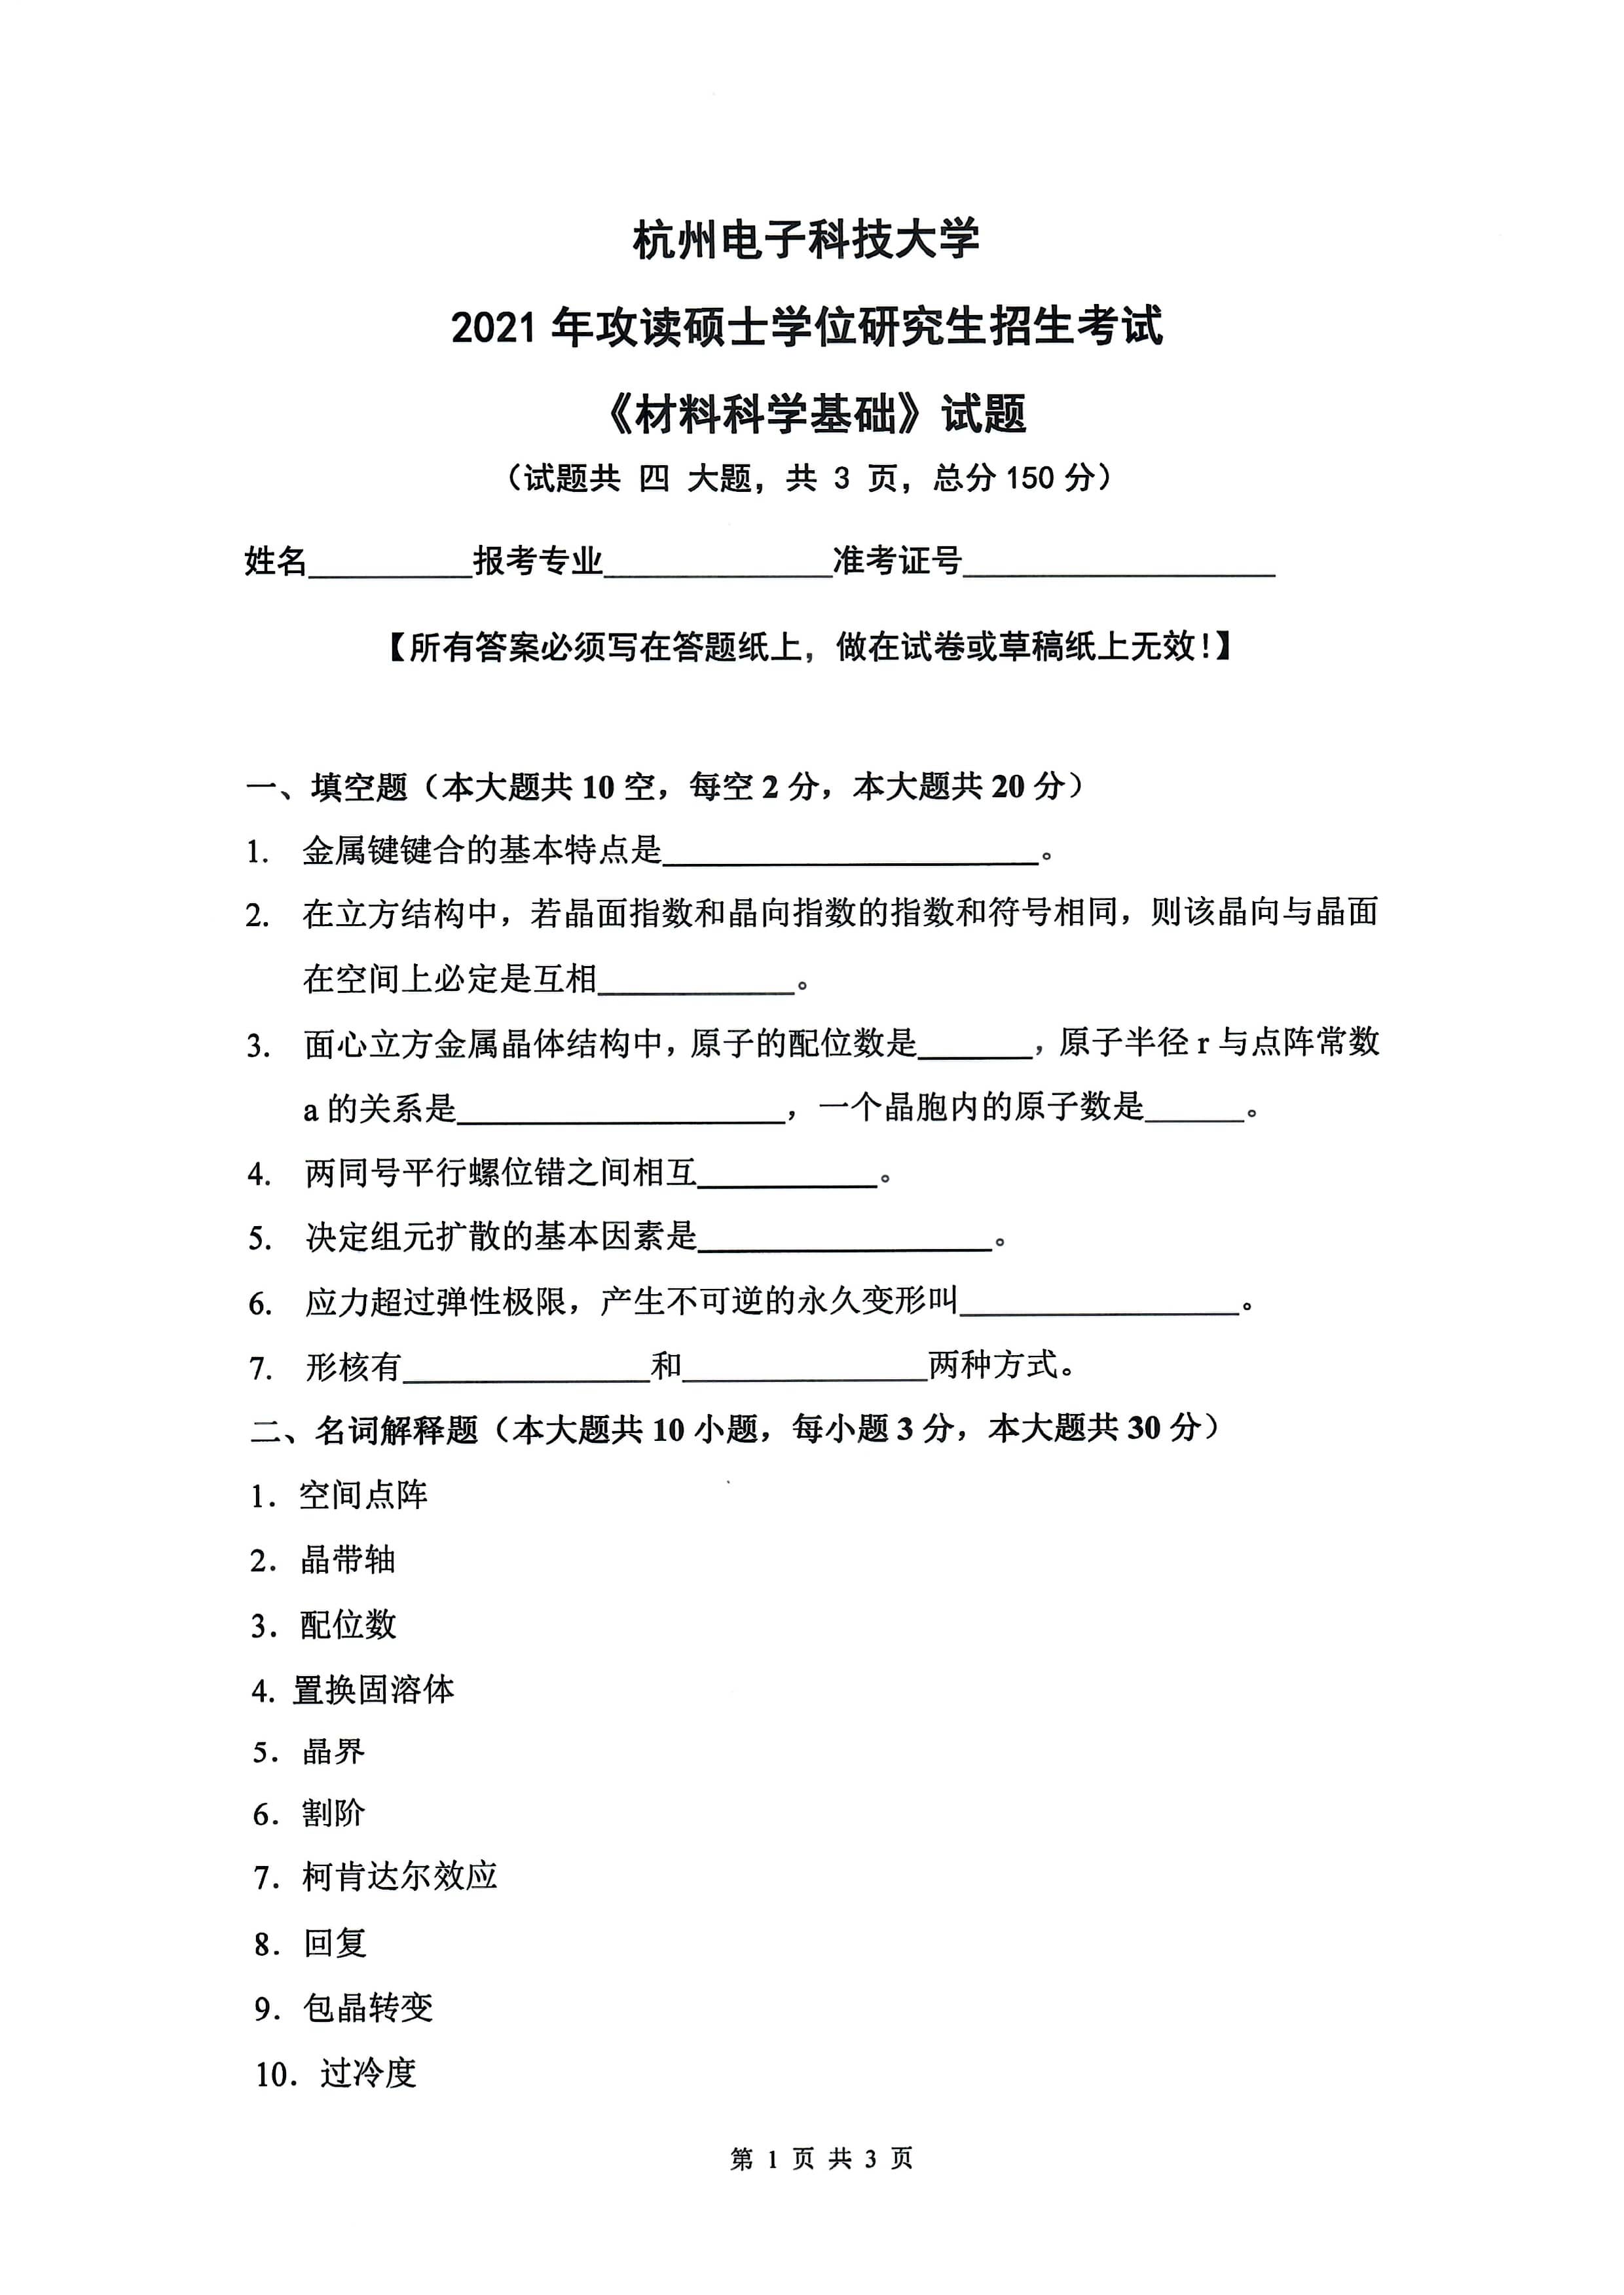 杭州电子科技大学
2021 年攻读硕士学位研究生招生考试
《材料科学基础》试题
（试题共 四 大题，共 3 页，总分 150 分）
姓名__________报考专业______________准考证号___________________
【所有答案必须写在答题纸上，做在试卷或草稿纸上无效！】
一、填空题（本大题共 10 空，每空 2 分，本大题共 20 分）
1. 金属键键合的基本特点是_______________________。
2. 在立方结构中，若晶面指数和晶向指数的指数和符号相同，则该晶向与晶面
在空间上必定是互相____________。
3. 面心立方金属晶体结构中，原子的配位数是_______，原子半径 r 与点阵常数
a 的关系是____________________，一个晶胞内的原子数是______。
4. 两同号平行螺位错之间相互___________。
5. 决定组元扩散的基本因素是__________________。
6. 应力超过弹性极限，产生不可逆的永久变形叫_________________。
7. 形核有_______________和_______________两种方式。
二、名词解释题（本大题共 10 小题，每小题 3 分，本大题共 30 分）
1. 空间点阵
2. 晶带轴
3. 配位数
4. 置换固溶体
5. 晶界
6. 割阶
7. 柯肯达尔效应
8. 回复
9. 包晶转变
10. 过冷度
第 1 页 共 3 页